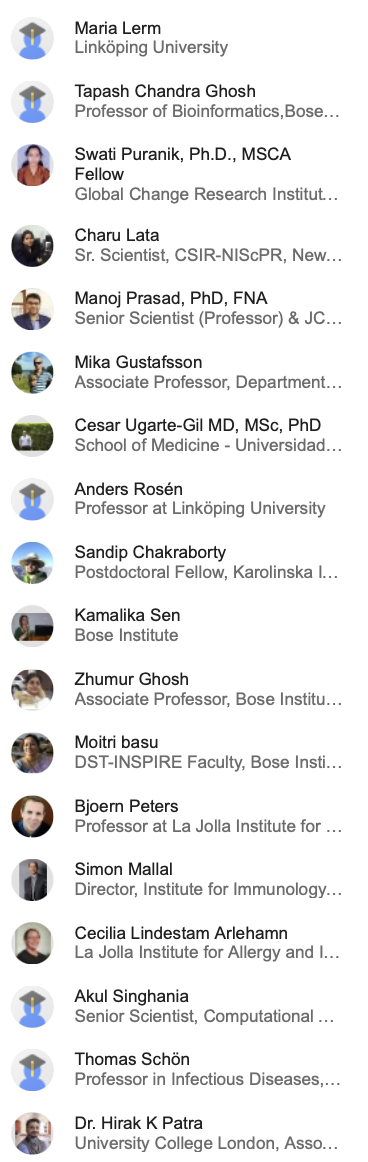 Maria Lerm
Linköping University
Tapash Chandra Ghosh
Professor of Bioinformatics,Bose…
Swati Puranik, Ph.D., MSCA
Fellow
Global Change Research Institut…
Charu Lata
Sr. Scientist, CSIR-NIScPR, New…
Manoj Prasad, PhD, FNA
Senior Scientist (Professor) & JC…
Mika Gustafsson
Associate Professor, Department…
Cesar Ugarte-Gil MD, MSc, PhD
School of Medicine - Universidad…
Anders Rosén
Professor at Linköping University
Sandip Chakraborty
Postdoctoral Fellow, Karolinska I…
Kamalika Sen
Bose Institute
Zhumur Ghosh
Associate Professor, Bose Institu…
Moitri basu
DST-INSPIRE Faculty, Bose Insti…
Bjoern Peters
Professor at La Jolla Institute for …
Simon Mallal
Director, Institute for Immunology…
Cecilia Lindestam Arlehamn
La Jolla Institute for Allergy and I…
Akul Singhania
Senior Scientist, Computational …
Thomas Schön
Professor in Infectious Diseases,…
Dr. Hirak K Patra
University College London, Asso…